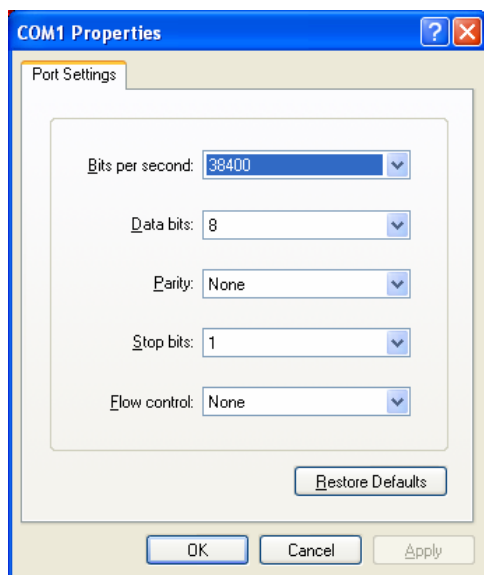 COM1 Properties
Port Settings
Bits per second: 38400
Data bits: 8
Parity: None
Stop bits: 1
Flow control: None
Restore Defaults
OK Cancel Apply